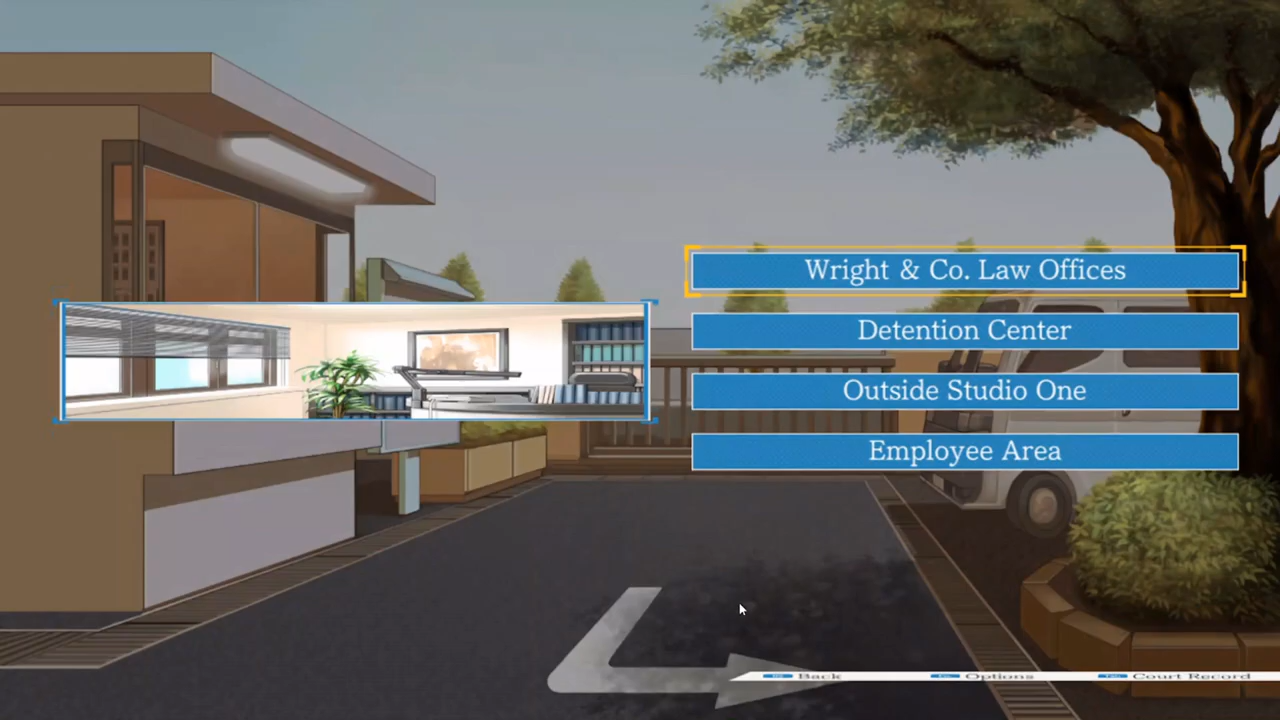 Wright & Co. Law Offices
Detention Center
Outside Studio One
Employee Area
Back Options Court Record